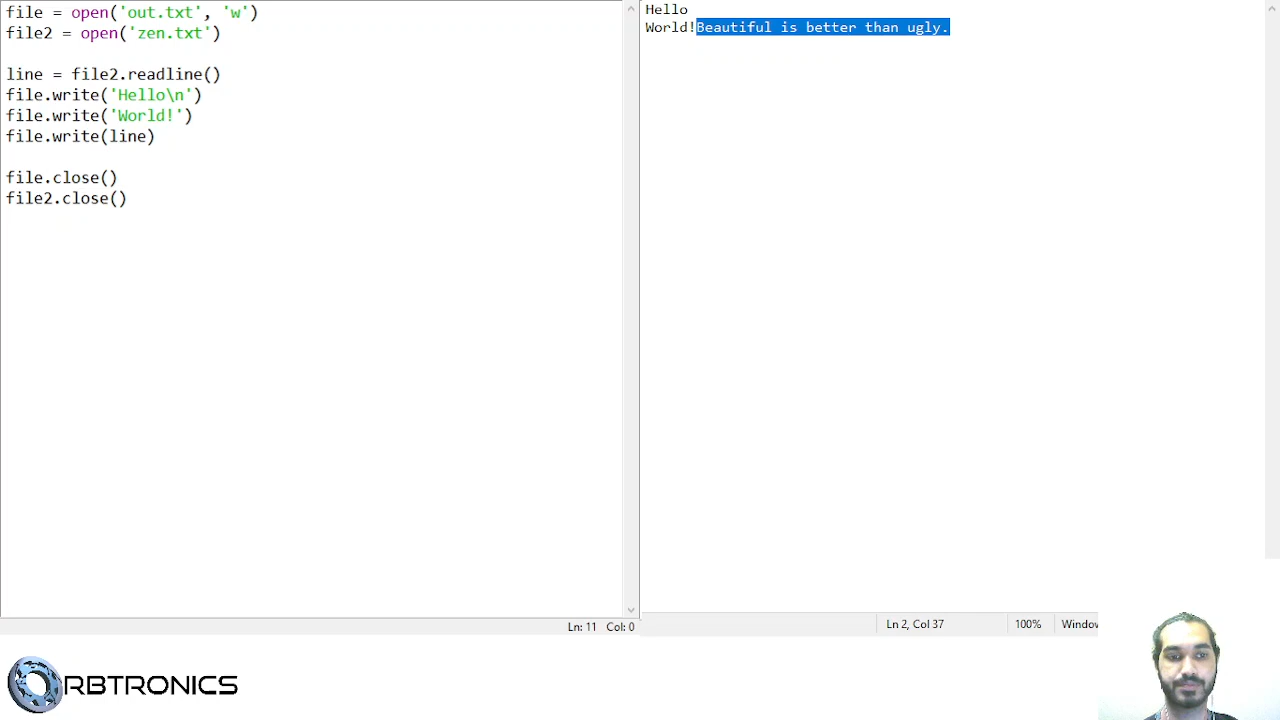 file = open('out.txt', 'w')
file2 = open('zen.txt')
line = file2.readline()
file.write('Hello\n')
file.write('World!')
file.write(line)
file.close()
file2.close()
Ln: 11 Col: 0
Hello
World!Beautiful is better than ugly.
Ln 2, Col 37
100%
Window
RBTRONICS